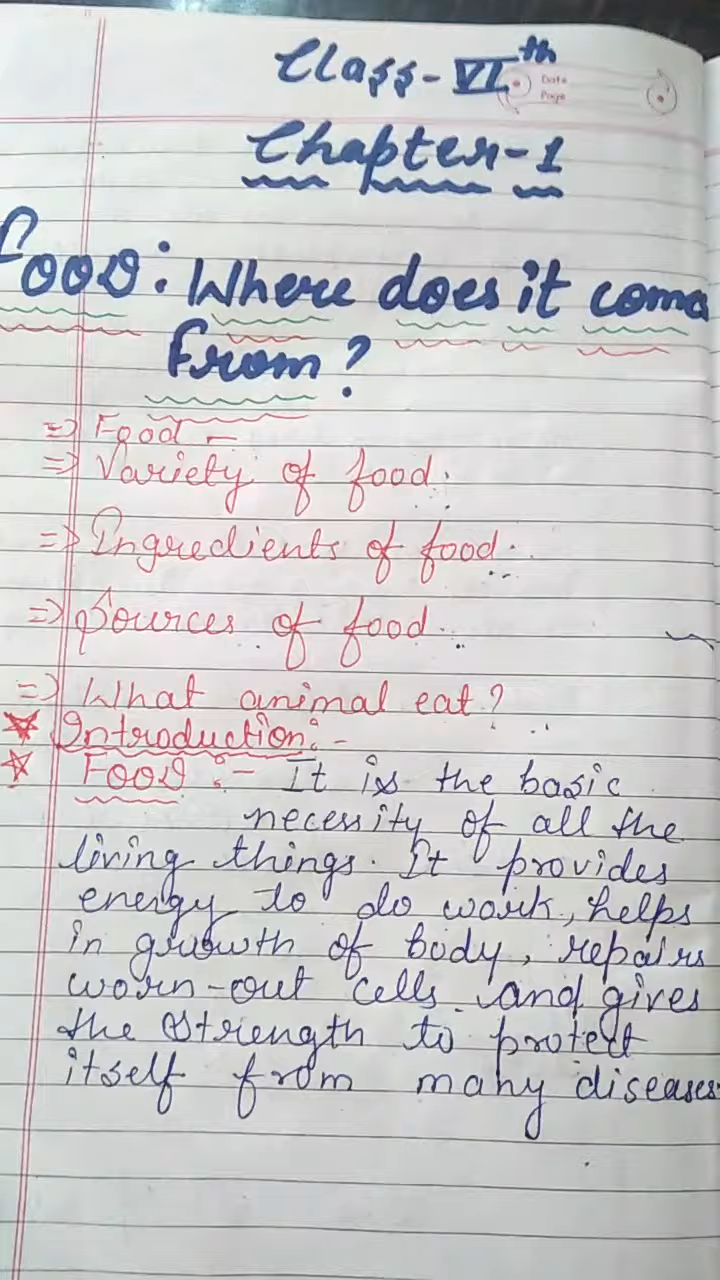 Class-VIth
Date
Page
Chapter-1
Food: Where does it come
From?
=> Food -
=> Variety of food.
=> Ingredients of food.
=> Sources of food.
=> What animal eat?
Introduction:-
Food :- It is the basic
necessity of all the
living things. It provides
energy to do work, helps
in growth of body, repairs
worn-out cells and gives
the strength to protect
itself from many diseases